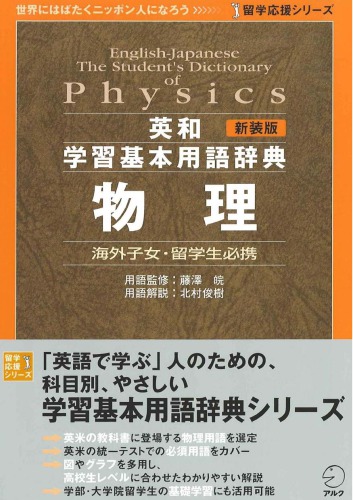 世界にはばたくニッポン人になろう >>>>>> 留学応援シリーズ
English-Japanese
The Student's Dictionary
of
Physics
英和 新装版
学習基本用語辞典
物理
海外子女・留学生必携
用語監修：藤澤 皖
用語解説：北村俊樹
留学応援シリーズ
「英語で学ぶ」人のための、
科目別、やさしい
学習基本用語辞典シリーズ
英米の教科書に登場する物理用語を選定
英米の統一テストでの必須用語をカバー
図やグラフを多用し、
高校生レベルに合わせたわかりやすい解説
学部・大学院留学生の基礎学習にも活用可能
アルク